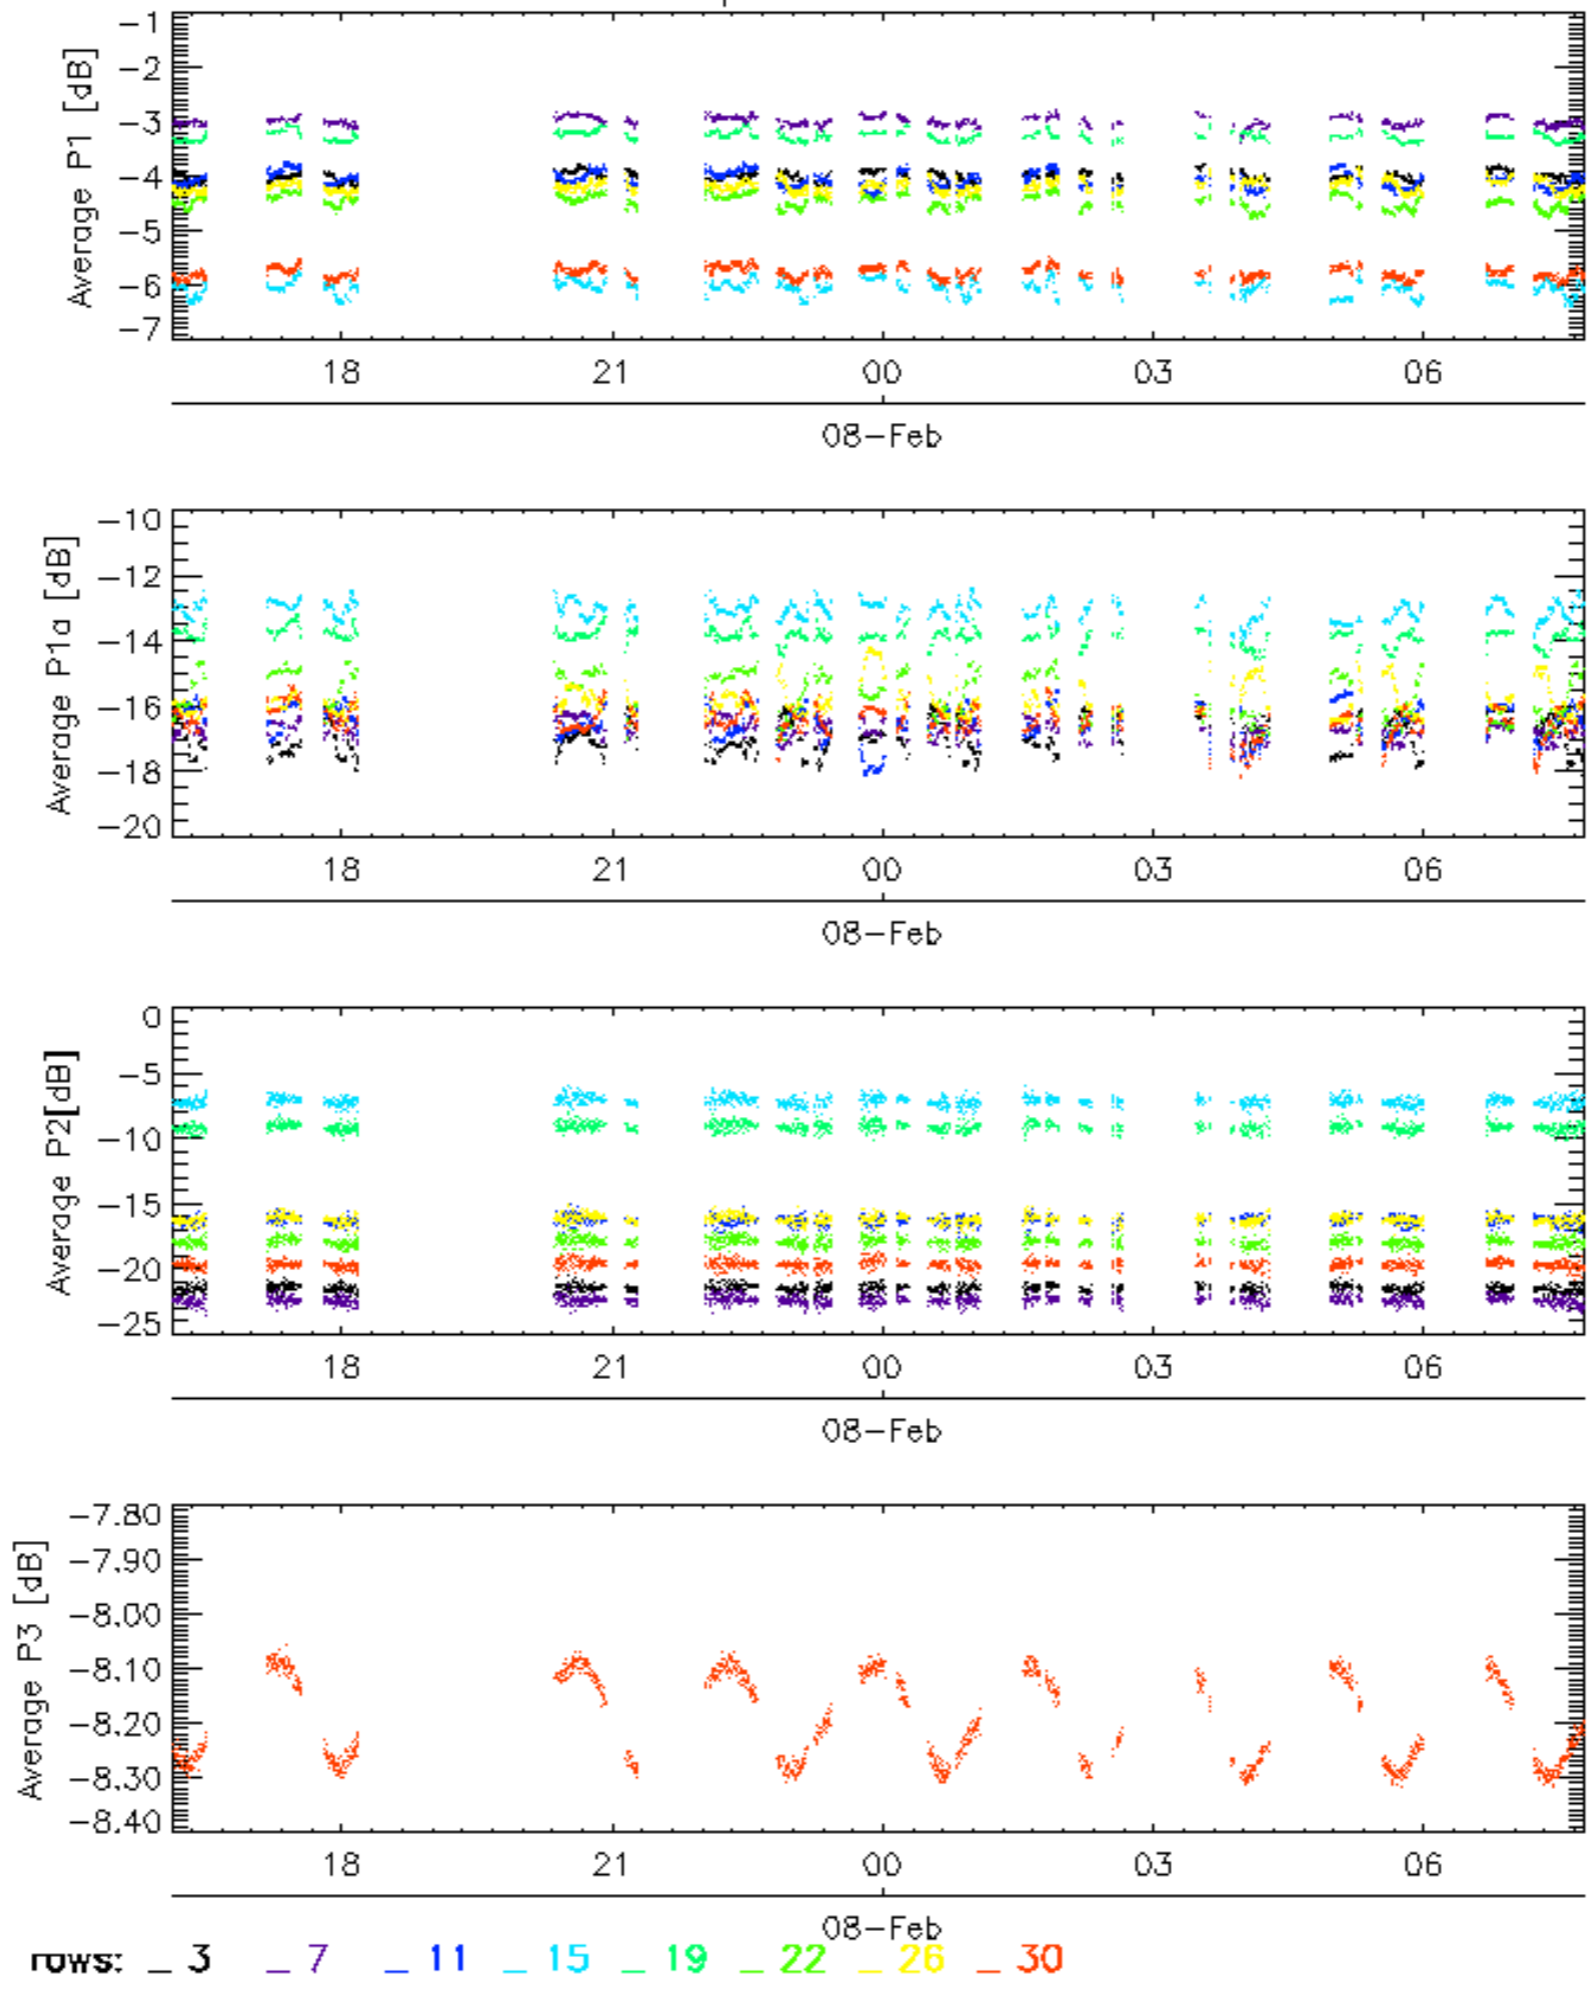 Average P1 [dB]
−1
−2
−3
−4
−5
−6
−7
18 21 00 03 06
08−Feb
Average P1a [dB]
−10
−12
−14
−16
−18
−20
18 21 00 03 06
08−Feb
Average P2[dB]
0
−5
−10
−15
−20
−25
18 21 00 03 06
08−Feb
Average P3 [dB]
−7.80
−7.90
−8.00
−8.10
−8.20
−8.30
−8.40
18 21 00 03 06
08−Feb
rows: _ 3 _ 7 _ 11 _ 15 _ 19 _ 22 _ 26 _ 30